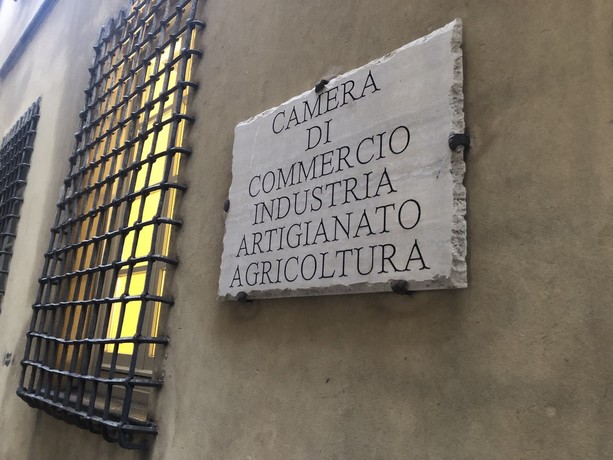 CAMERA
DI
COMMERCIO
INDUSTRIA
ARTIGIANATO
AGRICOLTURA